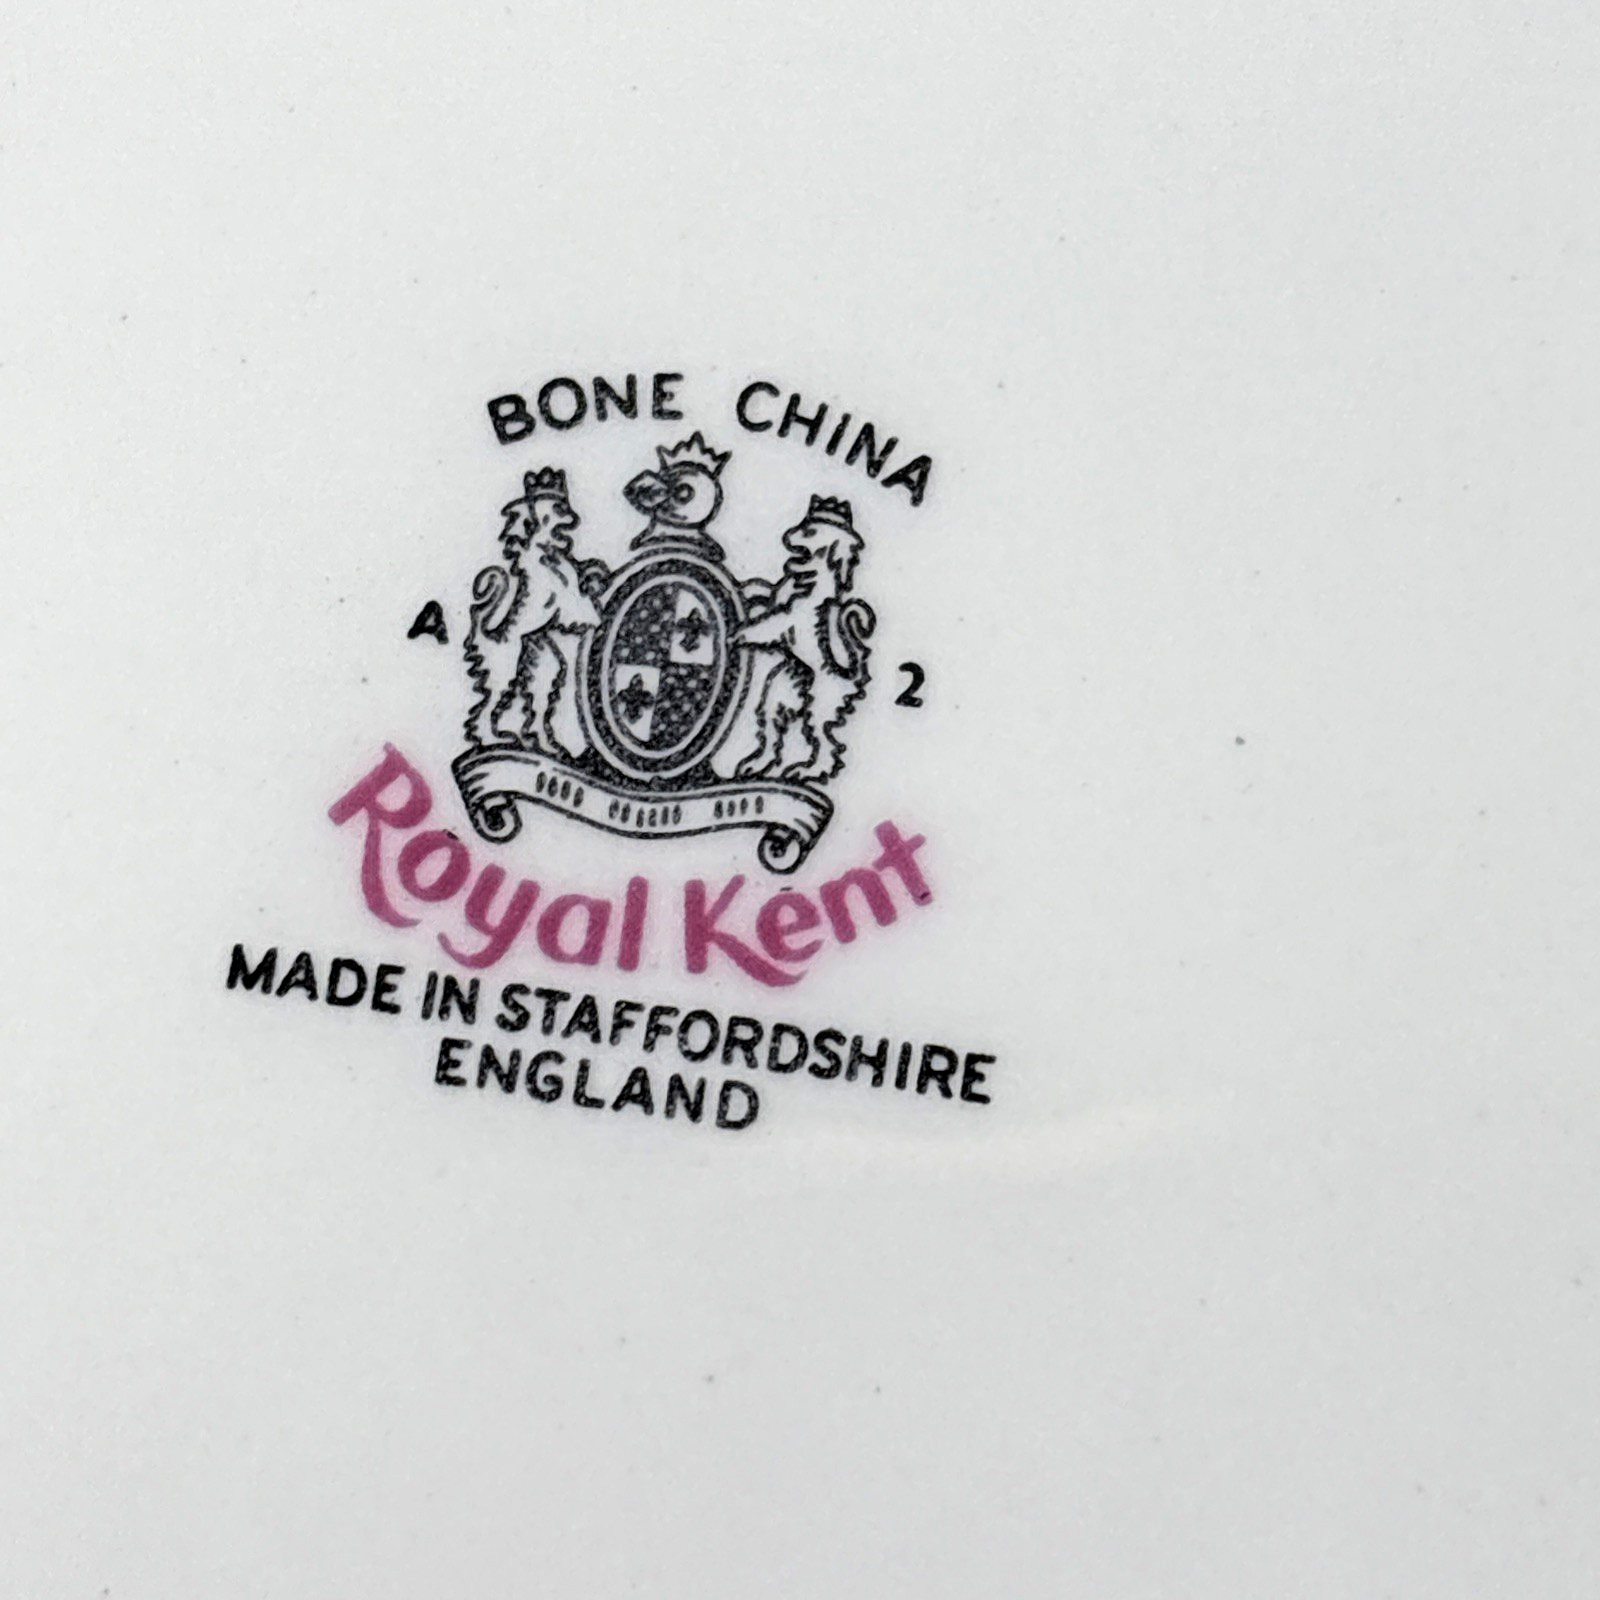 BONE CHINA
A 2
Royal Kent
MADE IN STAFFORDSHIRE
ENGLAND